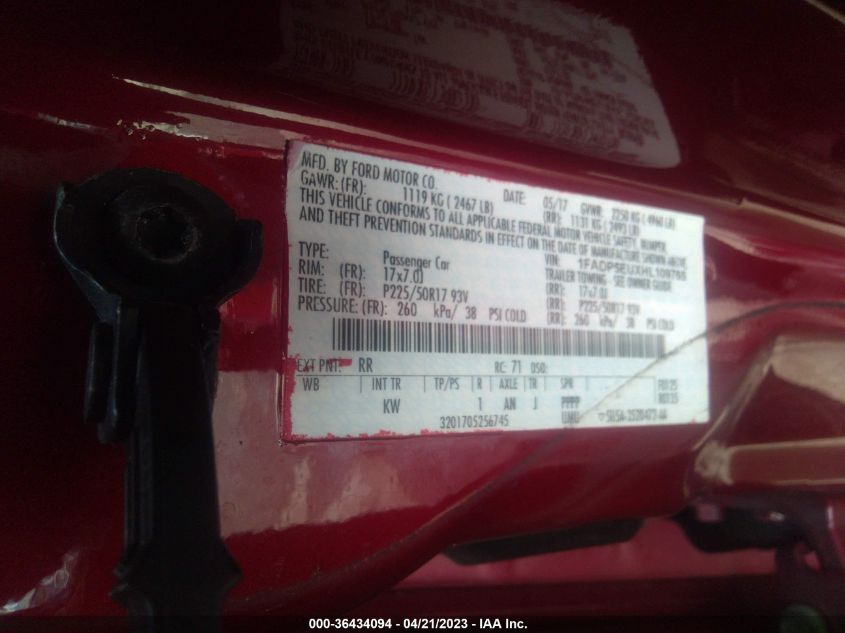 MFD. BY FORD MOTOR CO.
DATE: 05/17 GVWR: 2250 KG ( 4960 LB)
GAWR: (FR): 1119 KG ( 2467 LB) (RR): 1131 KG ( 2493 LB)
THIS VEHICLE CONFORMS TO ALL APPLICABLE FEDERAL MOTOR VEHICLE SAFETY, BUMPER,
AND THEFT PREVENTION STANDARDS IN EFFECT ON THE DATE OF MANUFACTURE SHOWN ABOVE
VIN: 1FADP5EUXHL109765
TYPE: Passenger Car TRAILER TOWING - SEE OWNER GUIDE
RIM: (FR): 17x7.0J (RR): 17x7.0J
TIRE: (FR): P225/50R17 93V (RR): P225/50R17 93V
PRESSURE: (FR): 260 kPa/ 38 PSI COLD (RR): 260 kPa/ 38 PSI COLD
EXT PNT: RR RC: 71 DSO:
WB INT TR TP/PS R AXLE TR SPR
KW 1 AN J PPPP
3201705256745
000-36434094 - 04/21/2023 - IAA Inc.